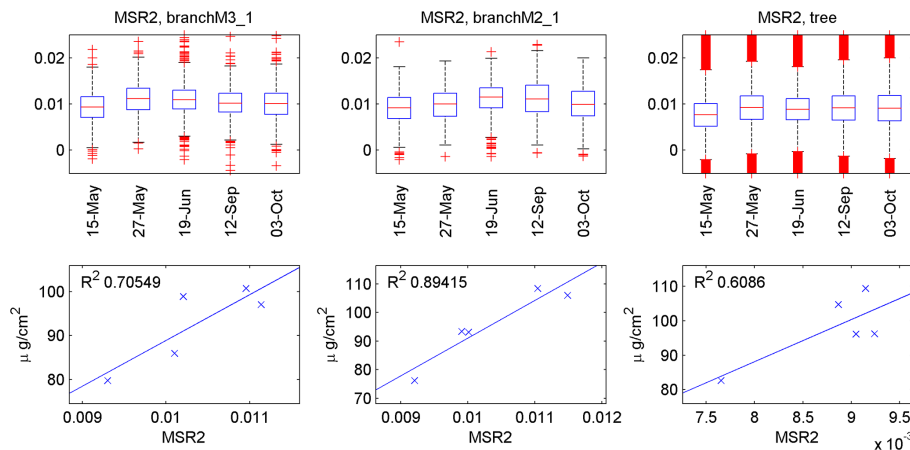 MSR2, branchM3_1
MSR2, branchM2_1
MSR2, tree
0.02
0.01
0
15-May
27-May
19-Jun
12-Sep
03-Oct
0.02
0.01
0
15-May
27-May
19-Jun
12-Sep
03-Oct
0.02
0.01
0
15-May
27-May
19-Jun
12-Sep
03-Oct
R² 0.70549
μ g/cm²
100
90
80
0.009
0.01
0.011
MSR2
R² 0.89415
μ g/cm²
110
100
90
80
70
0.009
0.01
0.011
0.012
MSR2
R² 0.6086
μ g/cm²
110
100
90
80
7.5
8
8.5
9
9.5
MSR2